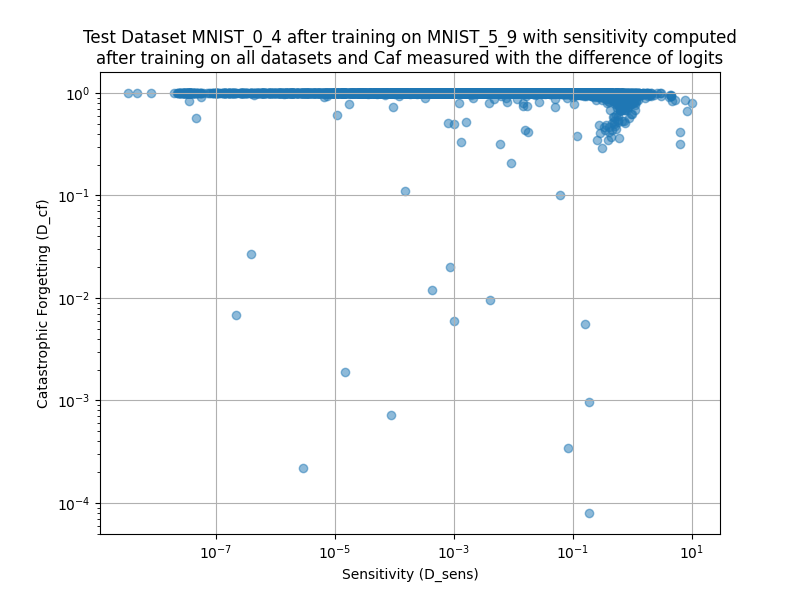 Test Dataset MNIST_0_4 after training on MNIST_5_9 with sensitivity computed
after training on all datasets and Caf measured with the difference of logits
10⁰
10⁻¹
10⁻²
10⁻³
10⁻⁴
Catastrophic Forgetting (D_cf)
10⁻⁷
10⁻⁵
10⁻³
10⁻¹
10¹
Sensitivity (D_sens)